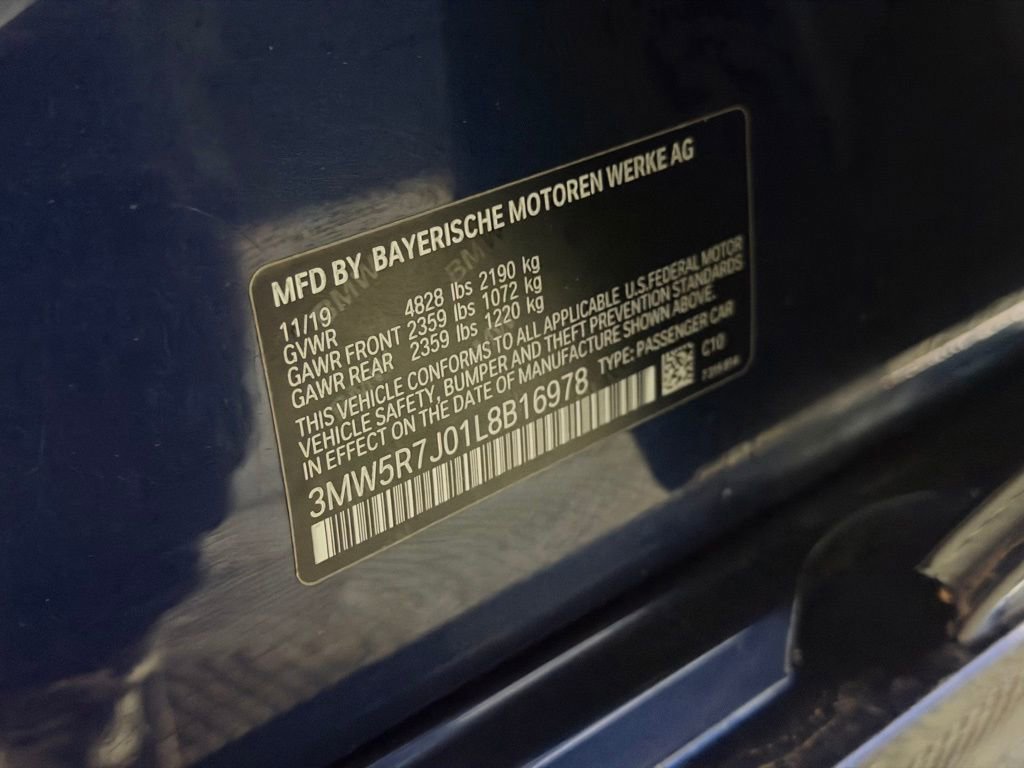 MFD BY BAYERISCHE MOTOREN WERKE AG
11/19
GVWR 4828 lbs 2190 kg
GAWR FRONT 2359 lbs 1072 kg
GAWR REAR 2359 lbs 1220 kg
THIS VEHICLE CONFORMS TO ALL APPLICABLE U.S.FEDERAL MOTOR
VEHICLE SAFETY, BUMPER AND THEFT PREVENTION STANDARDS
IN EFFECT ON THE DATE OF MANUFACTURE SHOWN ABOVE.
3MW5R7J01L8B16978 TYPE: PASSENGER CAR
C10